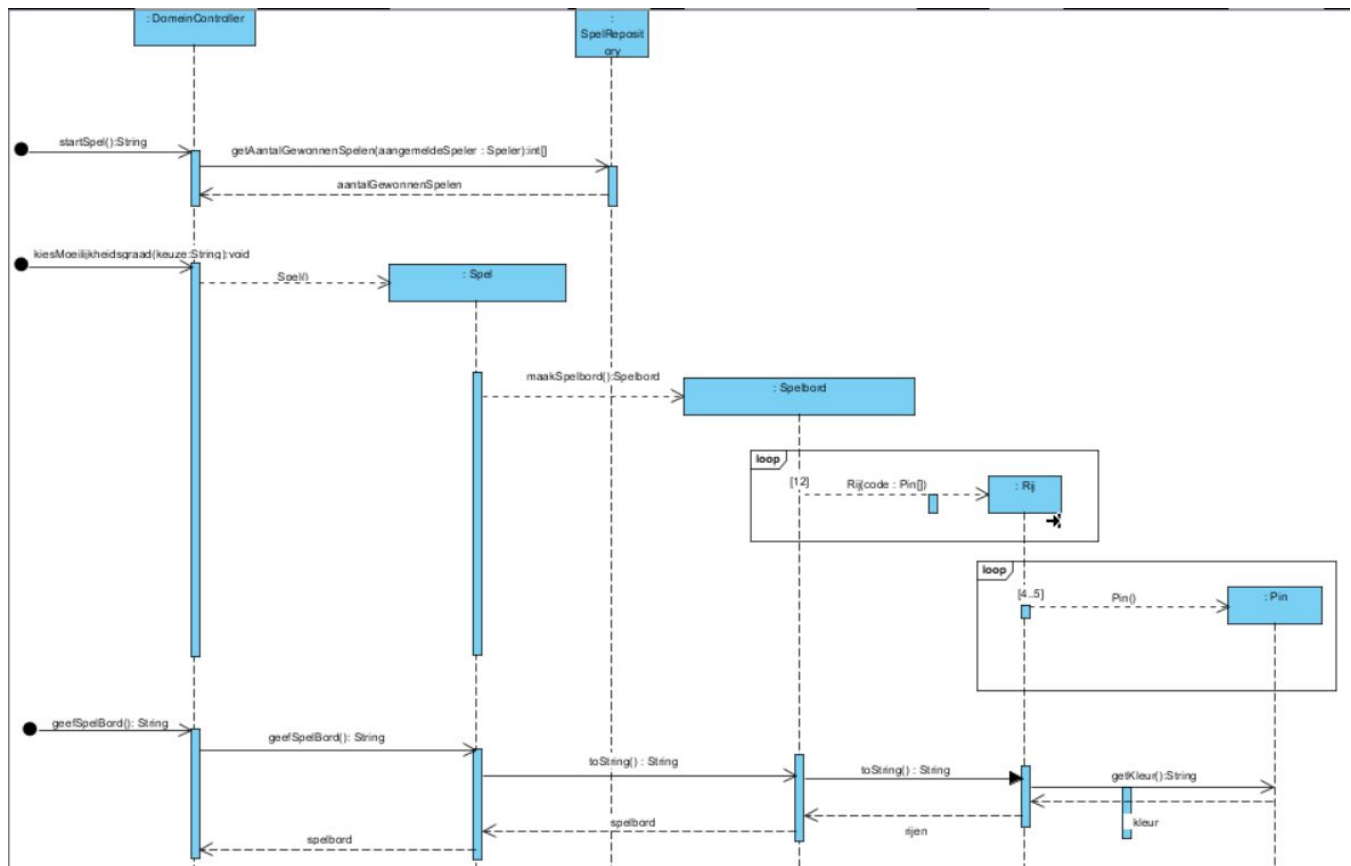 : DomeinController
:
SpelReposit
ory
startSpel():String
getAantalGewonnenSpelen(aangemeldeSpeler : Speler):int[]
aantalGewonnenSpelen
kiesMoeilijkheidsgraad(keuze:String):void
Spel()
: Spel
maakSpelbord():Spelbord
: Spelbord
loop
[12]
Rij(code : Pin[])
: Rij
loop
[4..5]
Pin()
: Pin
geefSpelBord(): String
geefSpelBord(): String
toString() : String
toString() : String
getKleur():String
spelbord
spelbord
rijen
kleur